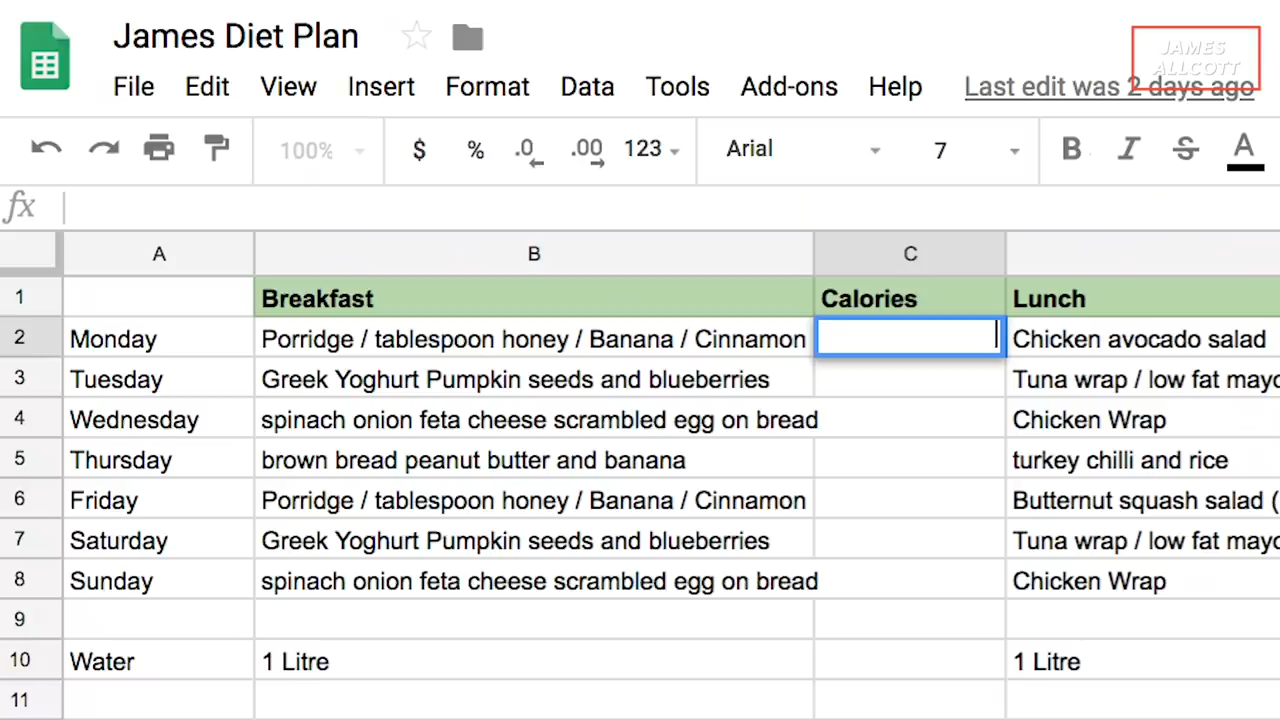 James Diet Plan
JAMES
ALLCOTT
File Edit View Insert Format Data Tools Add-ons Help Last edit was 2 days ago
100% $ % .0 .00 123 Arial 7 B I S A
fx
A B C
1 Breakfast Calories Lunch
2 Monday Porridge / tablespoon honey / Banana / Cinnamon Chicken avocado salad
3 Tuesday Greek Yoghurt Pumpkin seeds and blueberries Tuna wrap / low fat mayo
4 Wednesday spinach onion feta cheese scrambled egg on bread Chicken Wrap
5 Thursday brown bread peanut butter and banana turkey chilli and rice
6 Friday Porridge / tablespoon honey / Banana / Cinnamon Butternut squash salad (
7 Saturday Greek Yoghurt Pumpkin seeds and blueberries Tuna wrap / low fat mayo
8 Sunday spinach onion feta cheese scrambled egg on bread Chicken Wrap
9
10 Water 1 Litre 1 Litre
11